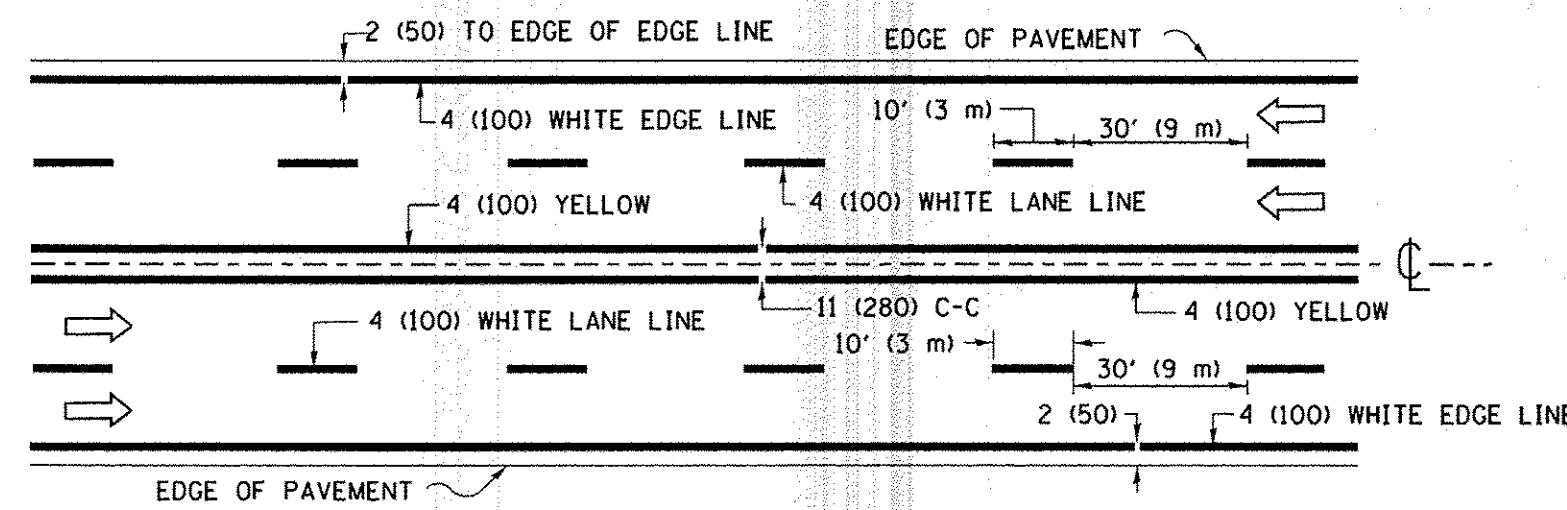 2 (50) TO EDGE OF EDGE LINE
EDGE OF PAVEMENT
4 (100) WHITE EDGE LINE
10' (3 m)
30' (9 m)
4 (100) YELLOW
4 (100) WHITE LANE LINE
CL
11 (280) C-C
4 (100) YELLOW
4 (100) WHITE LANE LINE
10' (3 m)
30' (9 m)
2 (50)
4 (100) WHITE EDGE LINE
EDGE OF PAVEMENT